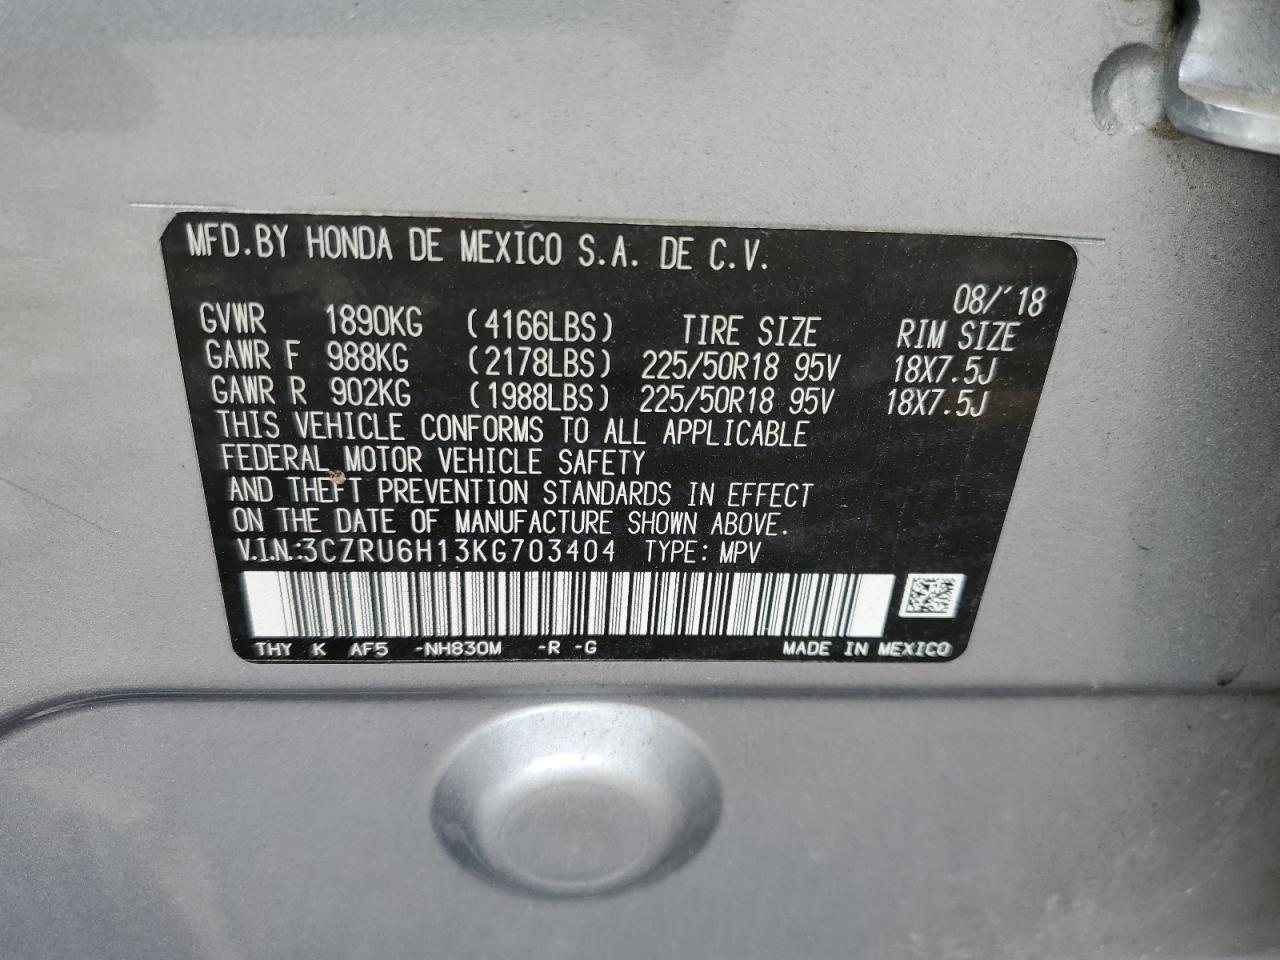 MFD.BY HONDA DE MEXICO S.A. DE C.V.
08/'18
GVWR 1890KG (4166LBS) TIRE SIZE RIM SIZE
GAWR F 988KG (2178LBS) 225/50R18 95V 18X7.5J
GAWR R 902KG (1988LBS) 225/50R18 95V 18X7.5J
THIS VEHICLE CONFORMS TO ALL APPLICABLE
FEDERAL MOTOR VEHICLE SAFETY
AND THEFT PREVENTION STANDARDS IN EFFECT
ON THE DATE OF MANUFACTURE SHOWN ABOVE.
V.I.N.:3CZRU6H13KG703404 TYPE: MPV
THY K AF5 -NH830M -R -G MADE IN MEXICO